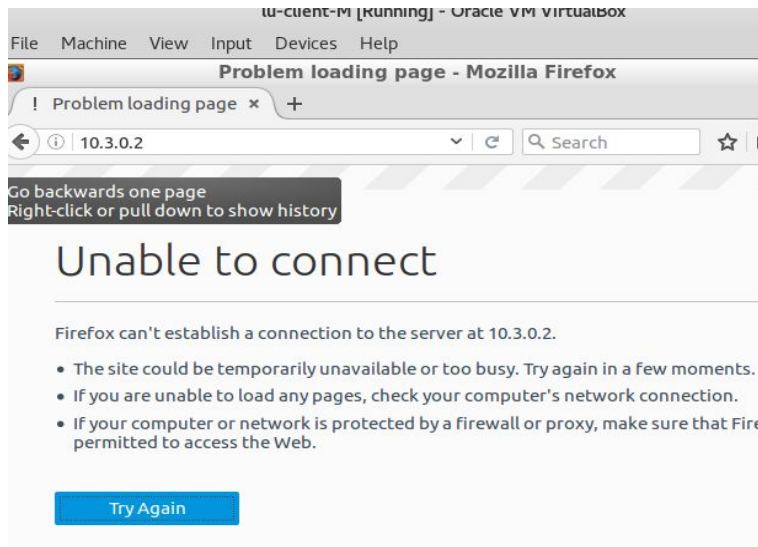 lu-client-M [Running] - Oracle VM VirtualBox
File Machine View Input Devices Help
Problem loading page - Mozilla Firefox
! Problem loading page × +
10.3.0.2 Search
Go backwards one page
Right-click or pull down to show history
Unable to connect
Firefox can't establish a connection to the server at 10.3.0.2.
• The site could be temporarily unavailable or too busy. Try again in a few moments.
• If you are unable to load any pages, check your computer's network connection.
• If your computer or network is protected by a firewall or proxy, make sure that Fire
permitted to access the Web.
Try Again